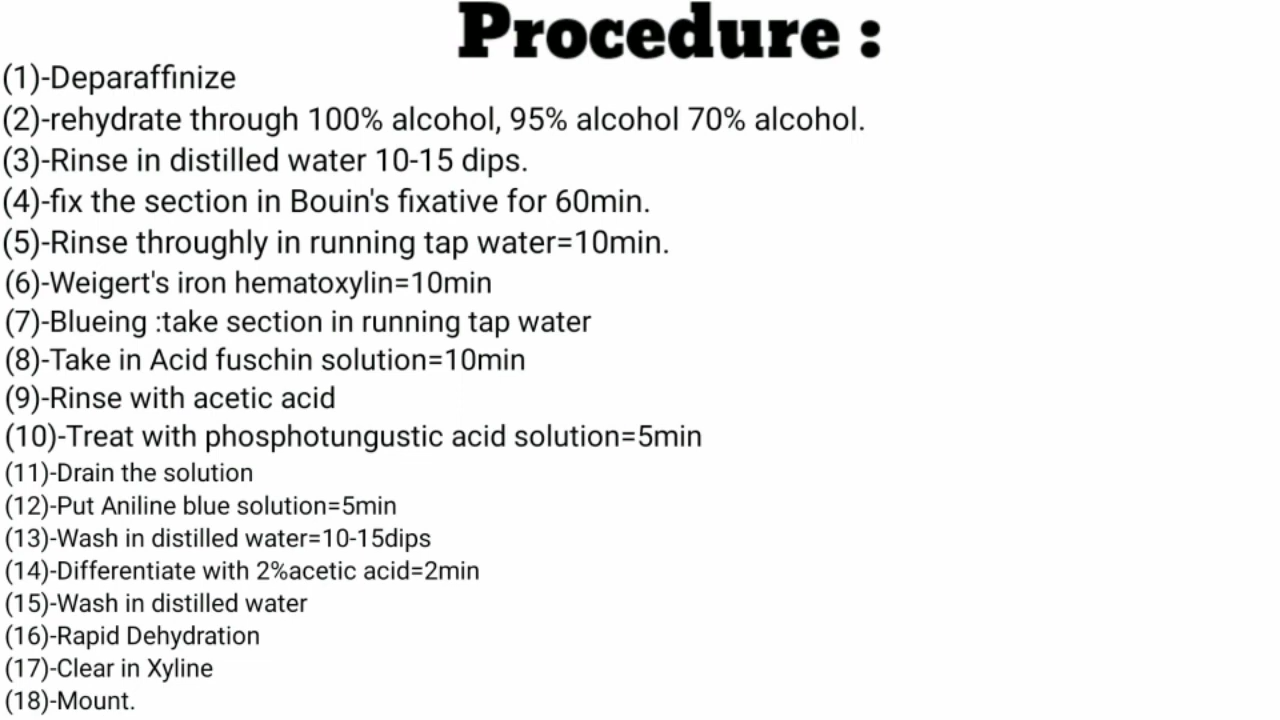 Procedure :
(1)-Deparaffinize
(2)-rehydrate through 100% alcohol, 95% alcohol 70% alcohol.
(3)-Rinse in distilled water 10-15 dips.
(4)-fix the section in Bouin's fixative for 60min.
(5)-Rinse throughly in running tap water=10min.
(6)-Weigert's iron hematoxylin=10min
(7)-Blueing :take section in running tap water
(8)-Take in Acid fuschin solution=10min
(9)-Rinse with acetic acid
(10)-Treat with phosphotungustic acid solution=5min
(11)-Drain the solution
(12)-Put Aniline blue solution=5min
(13)-Wash in distilled water=10-15dips
(14)-Differentiate with 2%acetic acid=2min
(15)-Wash in distilled water
(16)-Rapid Dehydration
(17)-Clear in Xyline
(18)-Mount.